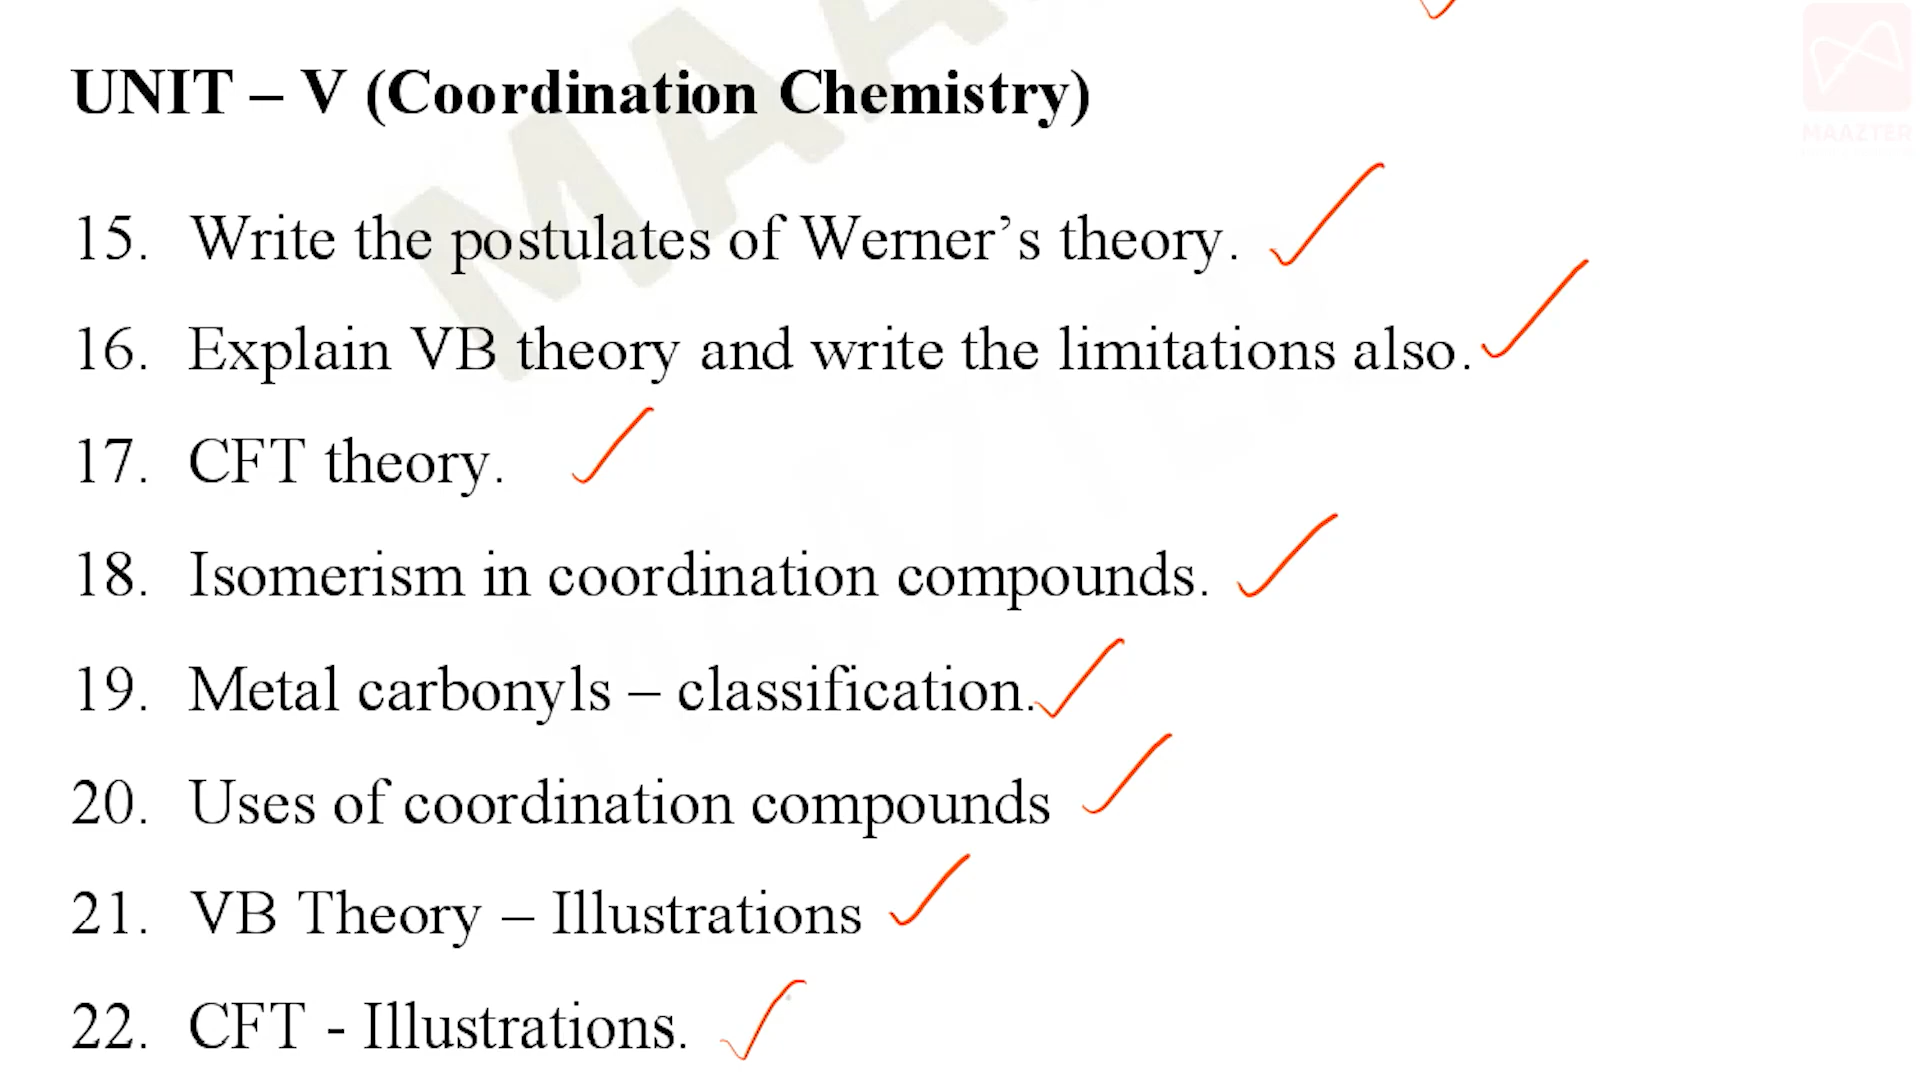 UNIT – V (Coordination Chemistry)
MAAZTER
15. Write the postulates of Werner’s theory.
16. Explain VB theory and write the limitations also.
17. CFT theory.
18. Isomerism in coordination compounds.
19. Metal carbonyls – classification.
20. Uses of coordination compounds
21. VB Theory – Illustrations
22. CFT - Illustrations.